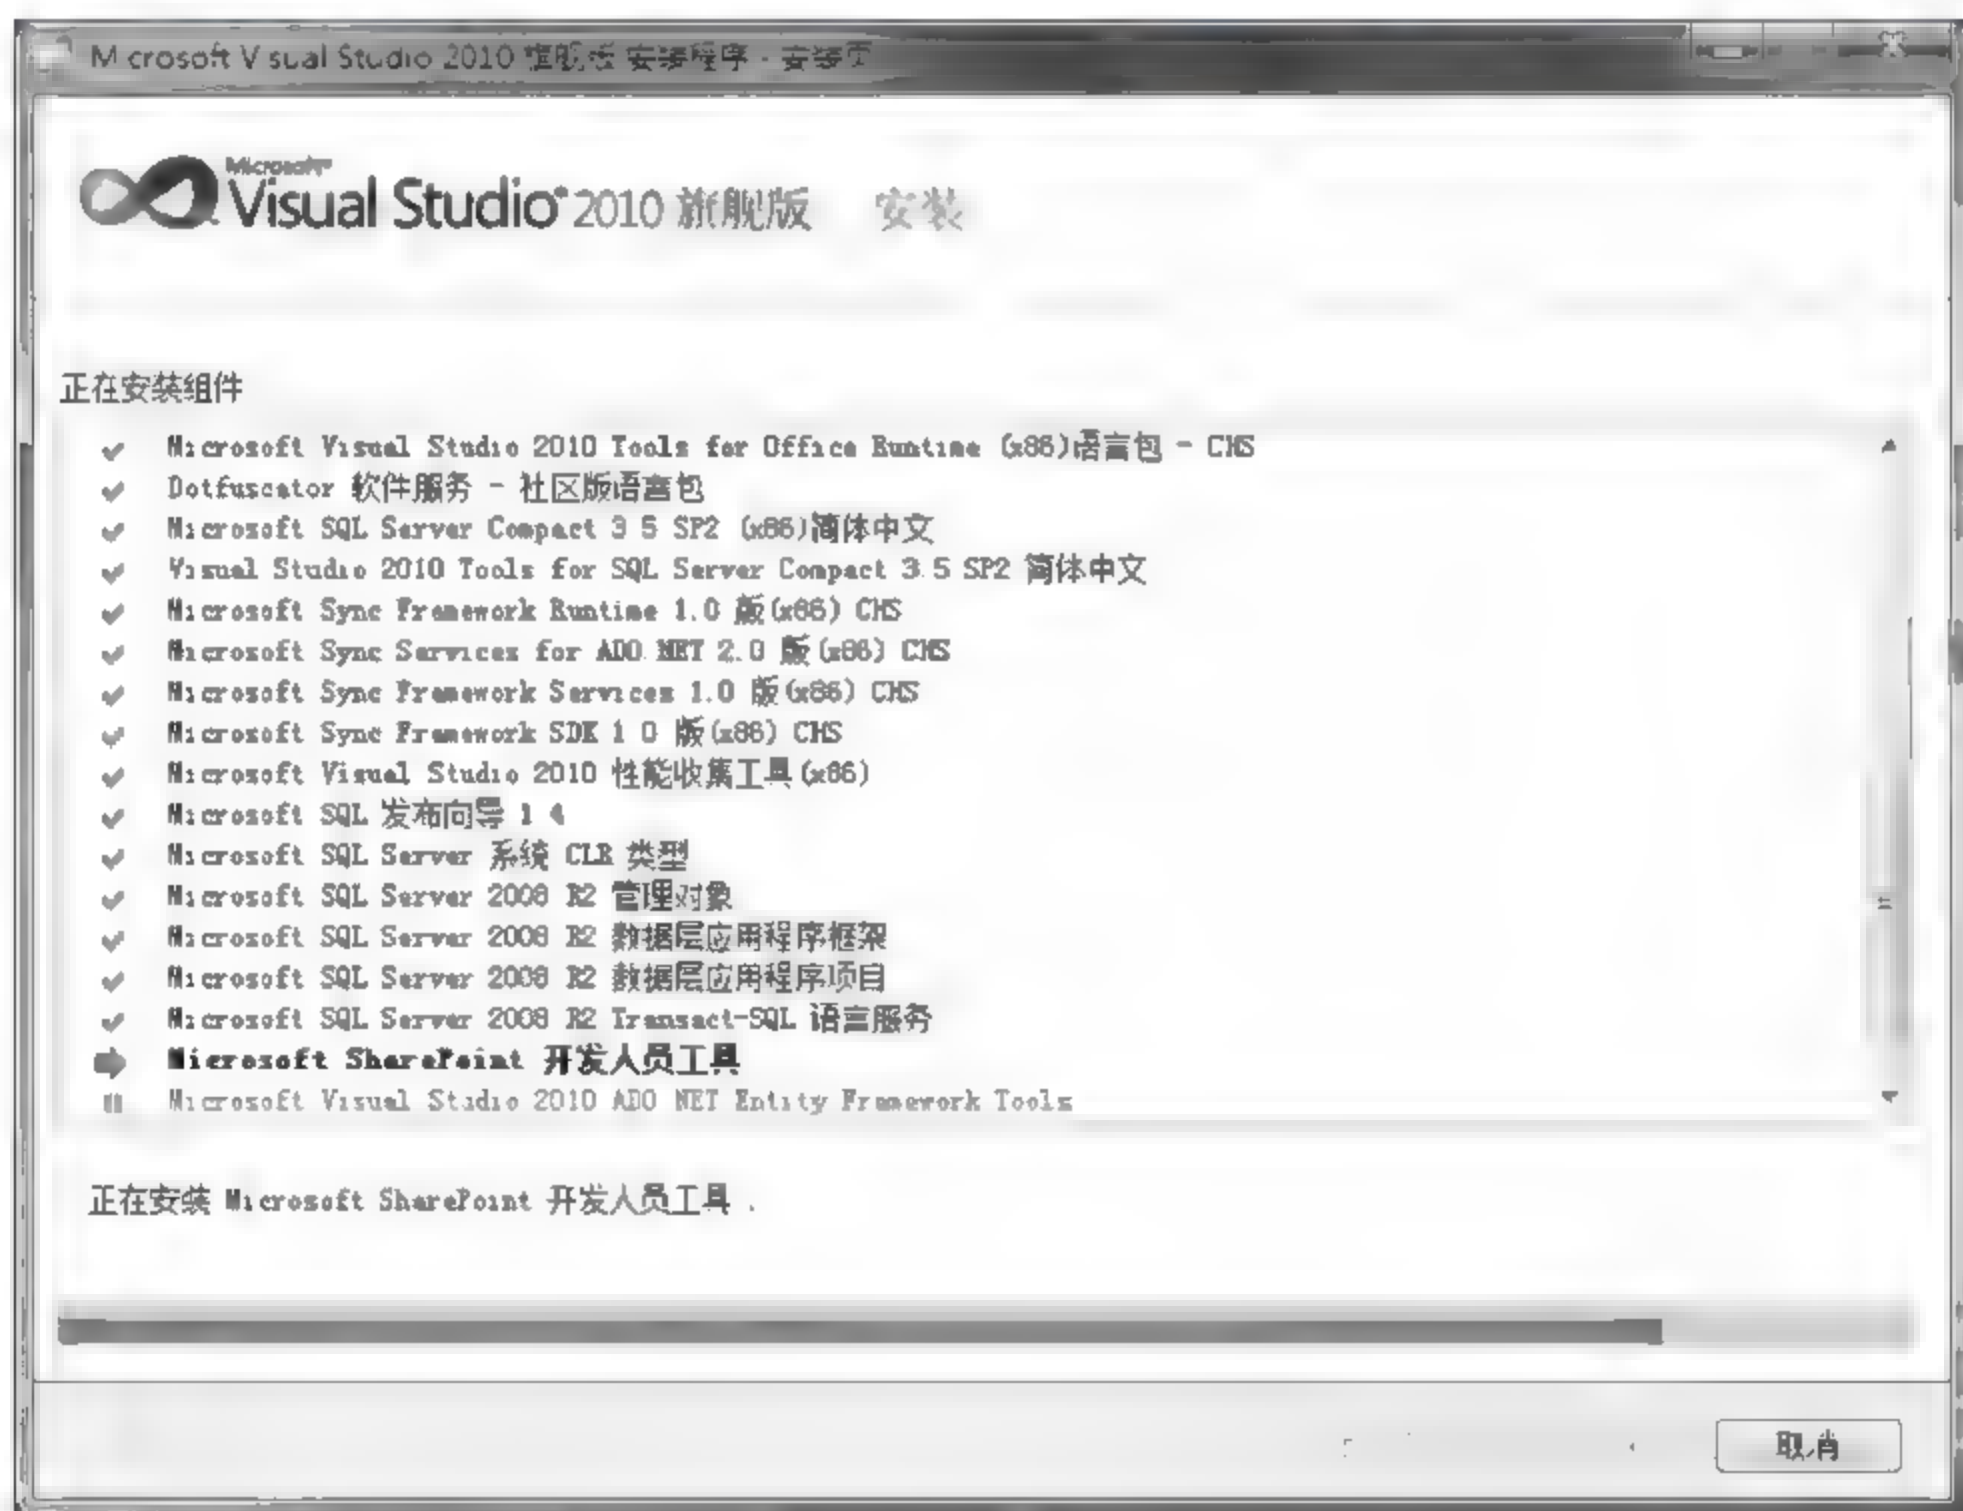 Microsoft Visual Studio 2010 旗舰版 安装程序 - 安装页
Microsoft
Visual Studio 2010 旗舰版 安装
正在安装组件
Microsoft Visual Studio 2010 Tools for Office Runtime (x86)语言包 - CHS
Dotfuscator 软件服务 - 社区版语言包
Microsoft SQL Server Compact 3.5 SP2 (x86)简体中文
Visual Studio 2010 Tools for SQL Server Compact 3.5 SP2 简体中文
Microsoft Sync Framework Runtime 1.0 版(x86) CHS
Microsoft Sync Services for ADO.NET 2.0 版(x86) CHS
Microsoft Sync Framework Services 1.0 版(x86) CHS
Microsoft Sync Framework SDK 1.0 版(x86) CHS
Microsoft Visual Studio 2010 性能收集工具(x86)
Microsoft SQL 发布向导 1.4
Microsoft SQL Server 系统 CLR 类型
Microsoft SQL Server 2008 R2 管理对象
Microsoft SQL Server 2008 R2 数据层应用程序框架
Microsoft SQL Server 2008 R2 数据层应用程序项目
Microsoft SQL Server 2008 R2 Transact-SQL 语言服务
Microsoft SharePoint 开发人员工具
Microsoft Visual Studio 2010 ADO.NET Entity Framework Tools
正在安装 Microsoft SharePoint 开发人员工具
取消